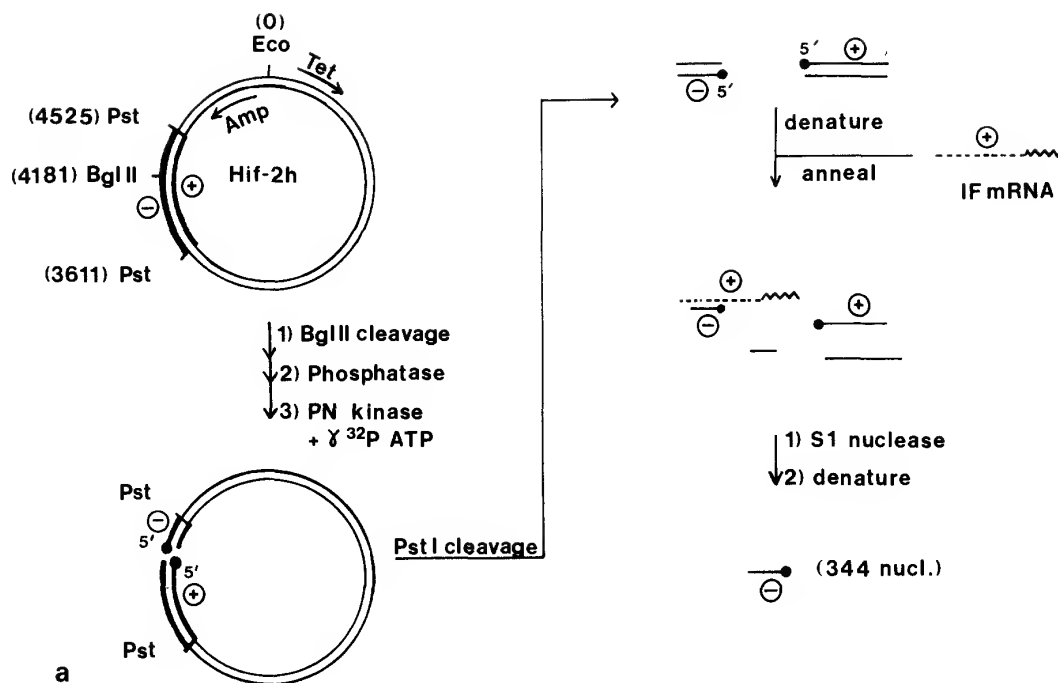 (0)
Eco
Tet
Amp
(4525) Pst
(4181) BglII
⊖
⊕
Hif-2h
(3611) Pst
1) BglII cleavage
2) Phosphatase
3) PN kinase
+ γ ³²P ATP
Pst
⊖
5′
5′
⊕
Pst
PstI cleavage
a
⊖ 5′
5′ ⊕
denature
anneal
⊕
IF mRNA
⊕
⊖
⊕
1) S1 nuclease
2) denature
⊖
(344 nucl.)